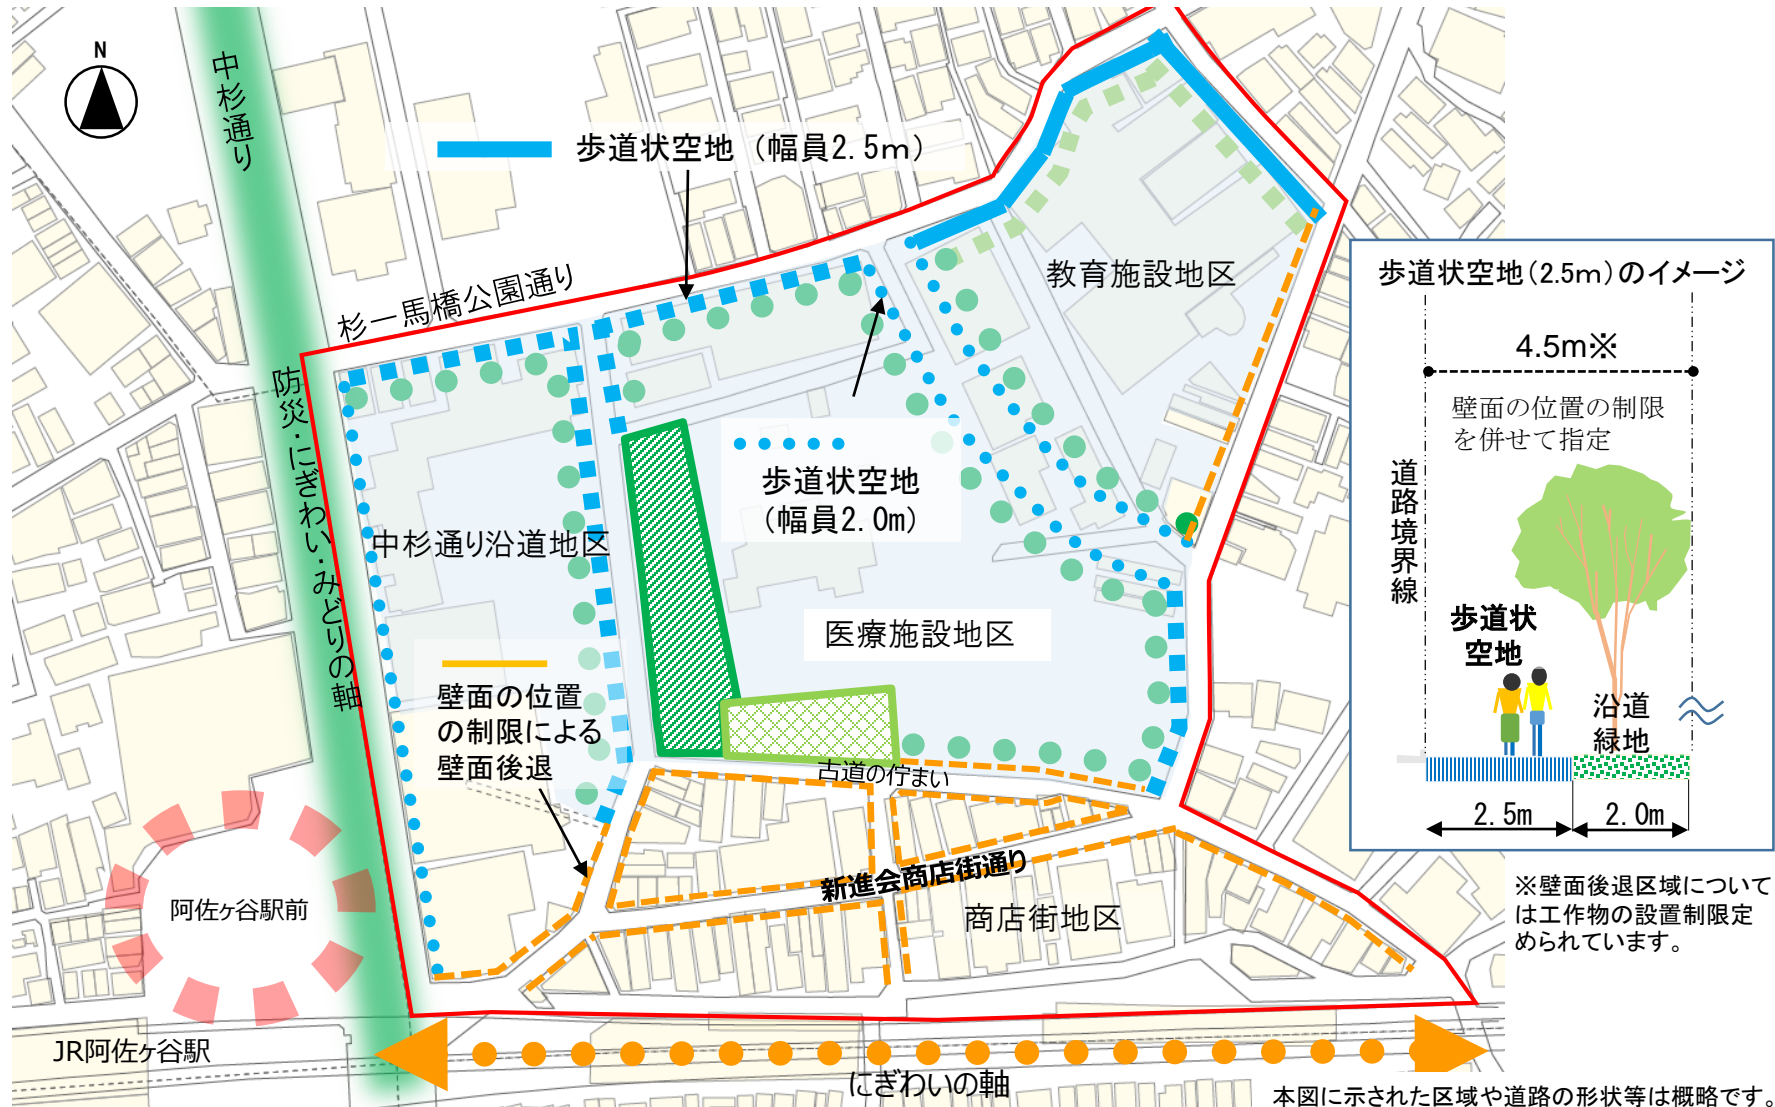 N
中杉通り
歩道状空地（幅員2.5ｍ）
杉一馬橋公園通り
教育施設地区
防災・にぎわい・みどりの軸
歩道状空地
（幅員2.0m）
中杉通り沿道地区
医療施設地区
壁面の位置
の制限による
壁面後退
古道の佇まい
新進会商店街通り
商店街地区
阿佐ヶ谷駅前
JR阿佐ヶ谷駅
にぎわいの軸
歩道状空地（2.5ｍ）のイメージ
4.5m※
壁面の位置の制限
を併せて指定
道路境界線
歩道状
空地
沿道
緑地
2.5m
2.0m
※壁面後退区域について
は工作物の設置制限定
められています。
本図に示された区域や道路の形状等は概略です。